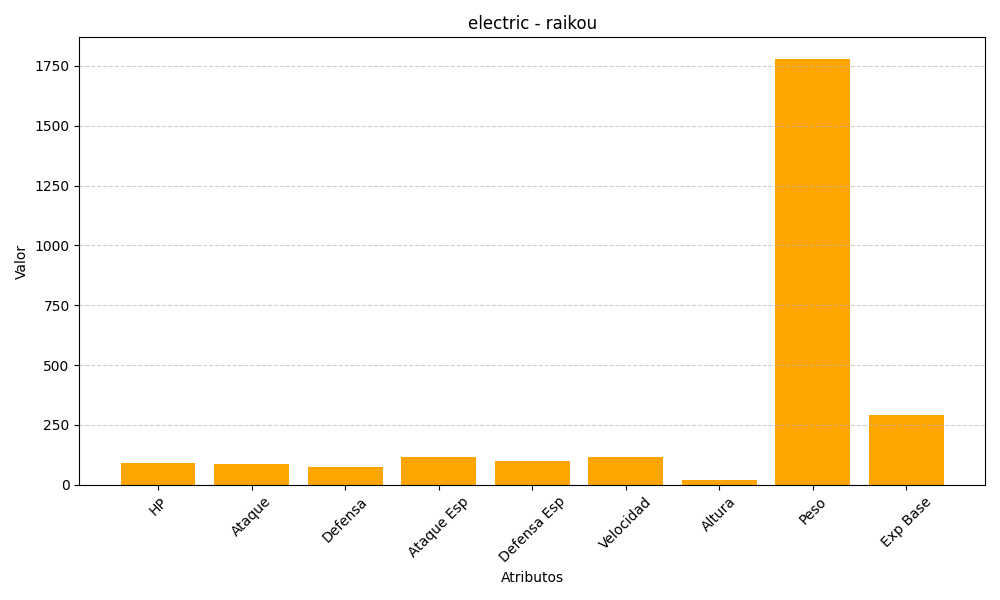 electric - raikou
Valor
1750
1500
1250
1000
750
500
250
0
HP
Ataque
Defensa
Ataque Esp
Defensa Esp
Velocidad
Altura
Peso
Exp Base
Atributos